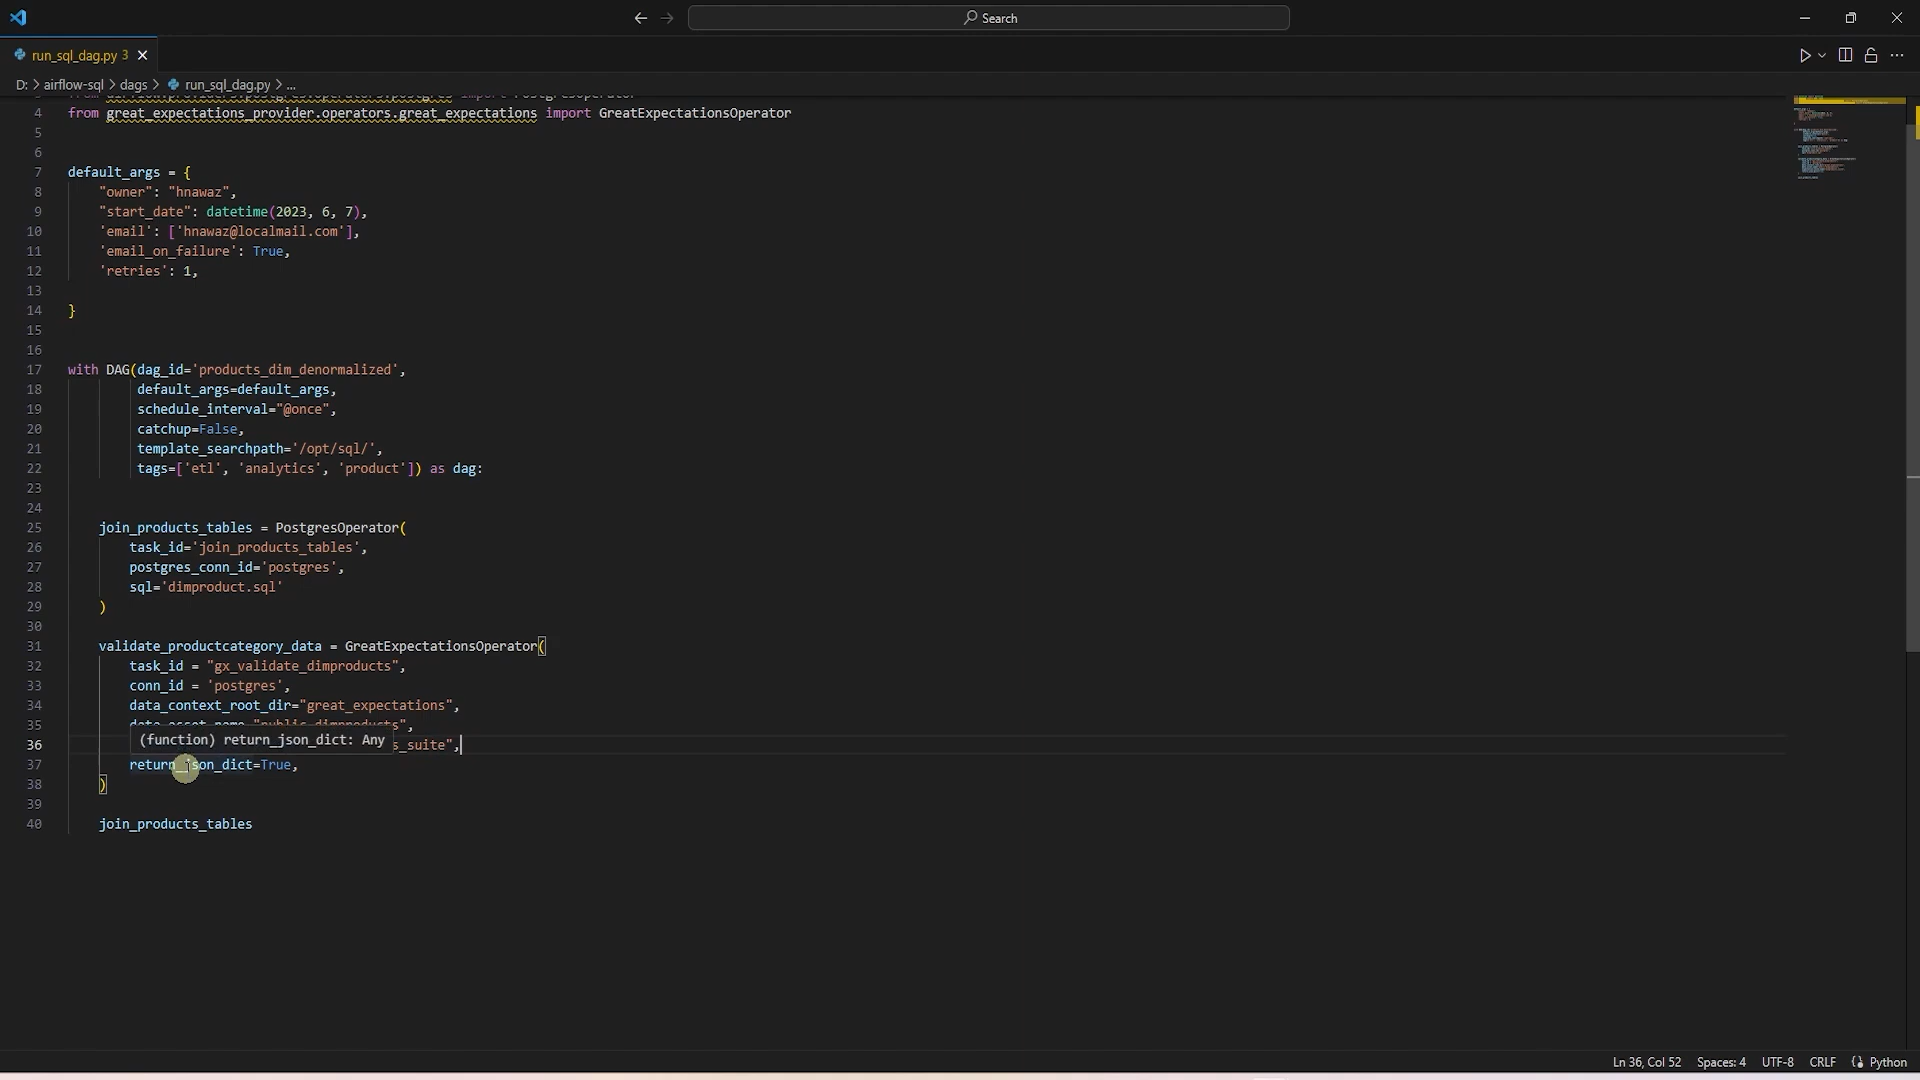 Search
run_sql_dag.py 3
D: > airflow-sql > dags > run_sql_dag.py > ...
4 from great_expectations_provider.operators.great_expectations import GreatExpectationsOperator
5
6
7 default_args = {
8 "owner": "hnawaz",
9 "start_date": datetime(2023, 6, 7),
10 'email': ['hnawaz@localmail.com'],
11 'email_on_failure': True,
12 'retries': 1,
13
14 }
15
16
17 with DAG(dag_id='products_dim_denormalized',
18 default_args=default_args,
19 schedule_interval="@once",
20 catchup=False,
21 template_searchpath='/opt/sql/',
22 tags=['etl', 'analytics', 'product']) as dag:
23
24
25 join_products_tables = PostgresOperator(
26 task_id='join_products_tables',
27 postgres_conn_id='postgres',
28 sql='dimproduct.sql'
29 )
30
31 validate_productcategory_data = GreatExpectationsOperator(
32 task_id = "gx_validate_dimproducts",
33 conn_id = 'postgres',
34 data_context_root_dir="great_expectations",
35 data_asset_name="public.dimproducts",
(function) return_json_dict: Any
36 s_suite",
37 return_json_dict=True,
38 )
39
40 join_products_tables
Ln 36, Col 52 Spaces: 4 UTF-8 CRLF Python